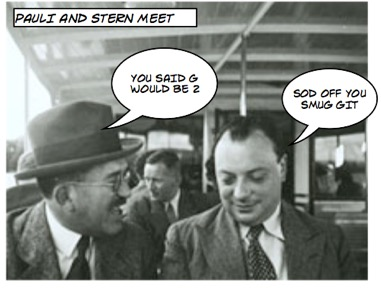 PAULI AND STERN MEET
YOU SAID G
WOULD BE 2
SOD OFF YOU
SMUG GIT